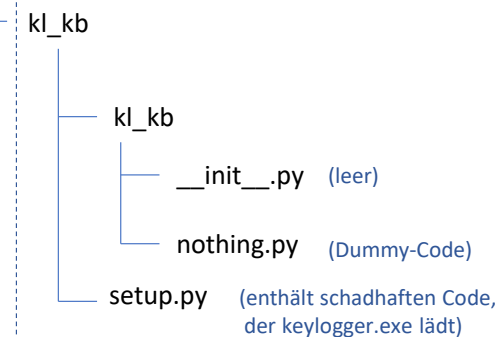 kl_kb
kl_kb
__init__.py (leer)
nothing.py (Dummy-Code)
setup.py (enthält schadhaften Code,
der keylogger.exe lädt)